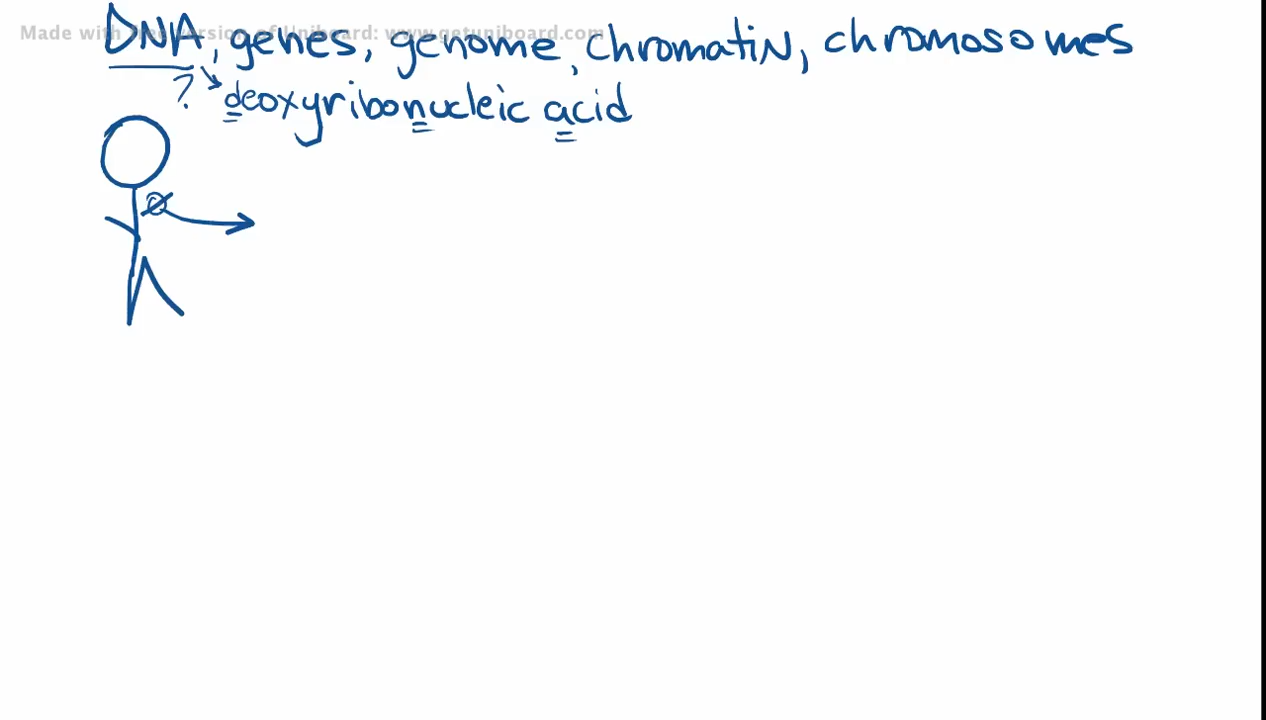 Made with free version of Uniboard: www.getuniboard.com
DNA, genes, genome, chromatin, chromosomes
? deoxyribonucleic acid